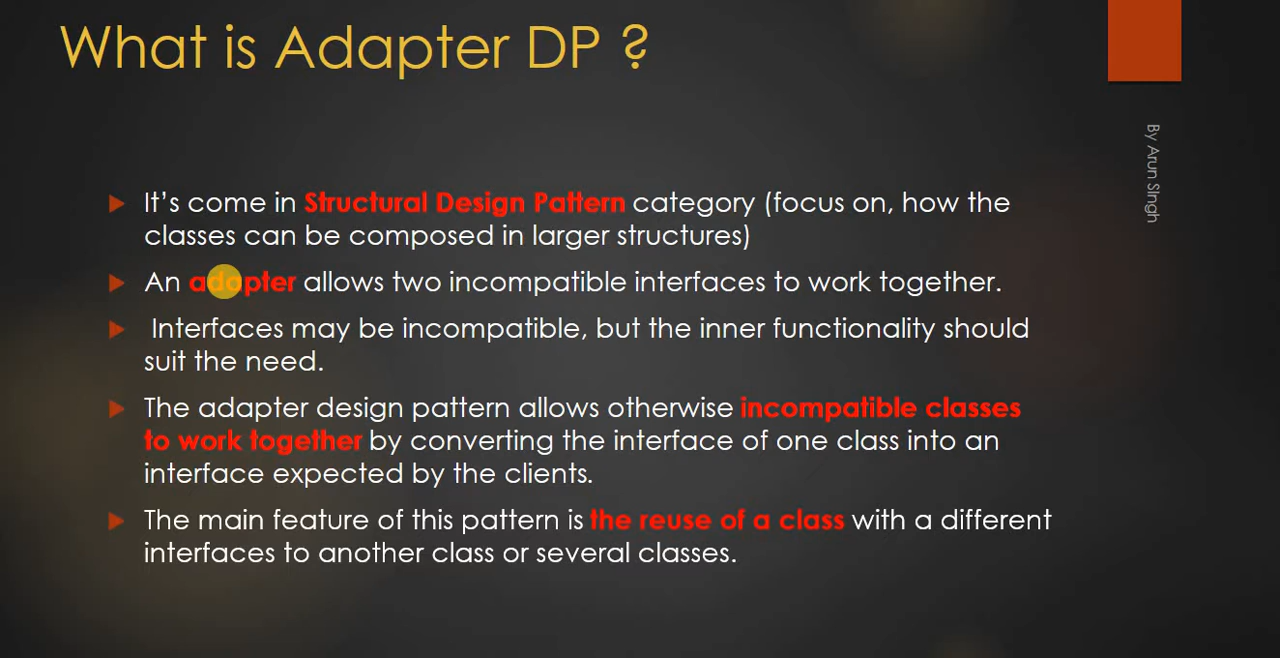 What is Adapter DP ?
By Arun SIngh
It's come in Structural Design Pattern category (focus on, how the
classes can be composed in larger structures)
An adapter allows two incompatible interfaces to work together.
Interfaces may be incompatible, but the inner functionality should
suit the need.
The adapter design pattern allows otherwise incompatible classes
to work together by converting the interface of one class into an
interface expected by the clients.
The main feature of this pattern is the reuse of a class with a different
interfaces to another class or several classes.